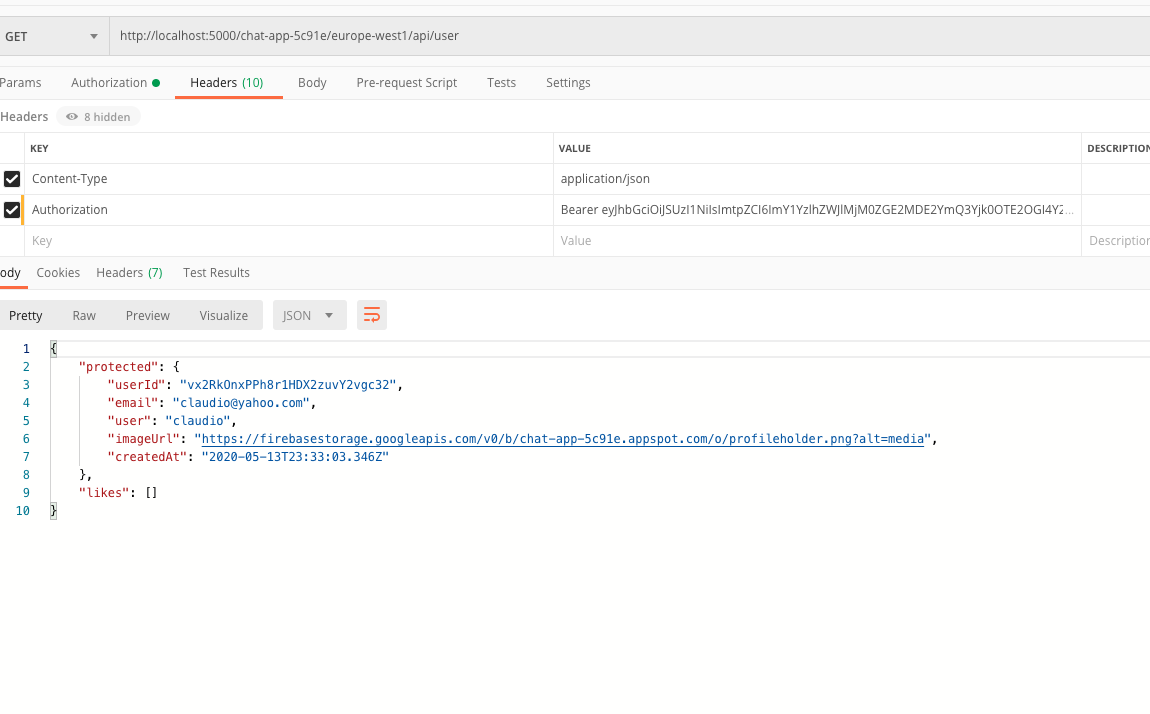 GET http://localhost:5000/chat-app-5c91e/europe-west1/api/user
Params Authorization Headers (10) Body Pre-request Script Tests Settings
Headers 8 hidden
KEY VALUE DESCRIPTION
Content-Type application/json
Authorization Bearer ...
Key Value Description
ody Cookies Headers (7) Test Results
Pretty Raw Preview Visualize JSON
1 {
2 "protected": {
3 "userId": "vx2RkOnxPPh8r1HDX2zuvY2vgc32",
4 "email": "claudio@yahoo.com",
5 "user": "claudio",
6 "imageUrl": "https://firebasestorage.googleapis.com/v0/b/chat-app-5c91e.appspot.com/o/profileholder.png?alt=media",
7 "createdAt": "2020-05-13T23:33:03.346Z"
8 },
9 "likes": []
10 }